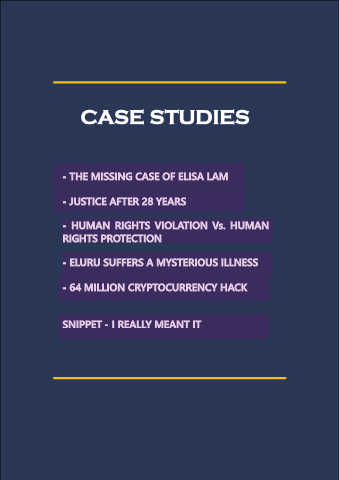 CASE STUDIES
- THE MISSING CASE OF ELISA LAM
- JUSTICE AFTER 28 YEARS
- HUMAN RIGHTS VIOLATION Vs. HUMAN
RIGHTS PROTECTION
- ELURU SUFFERS A MYSTERIOUS ILLNESS
- 64 MILLION CRYPTOCURRENCY HACK
SNIPPET - I REALLY MEANT IT